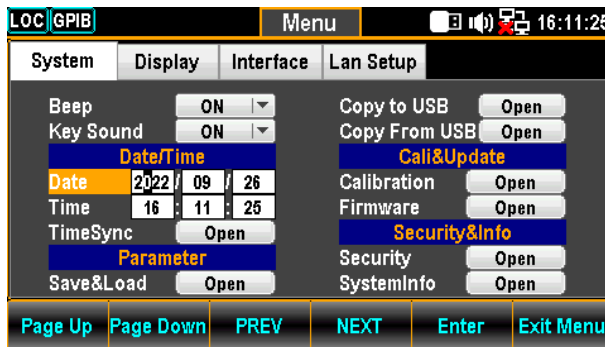 LOC GPIB Menu 16:11:25
System Display Interface Lan Setup
Beep ON
Key Sound ON
Date/Time
Date 2022 / 09 / 26
Time 16 : 11 : 25
TimeSync Open
Parameter
Save&Load Open
Copy to USB Open
Copy From USB Open
Cali&Update
Calibration Open
Firmware Open
Security&Info
Security Open
SystemInfo Open
Page Up Page Down PREV NEXT Enter Exit Menu